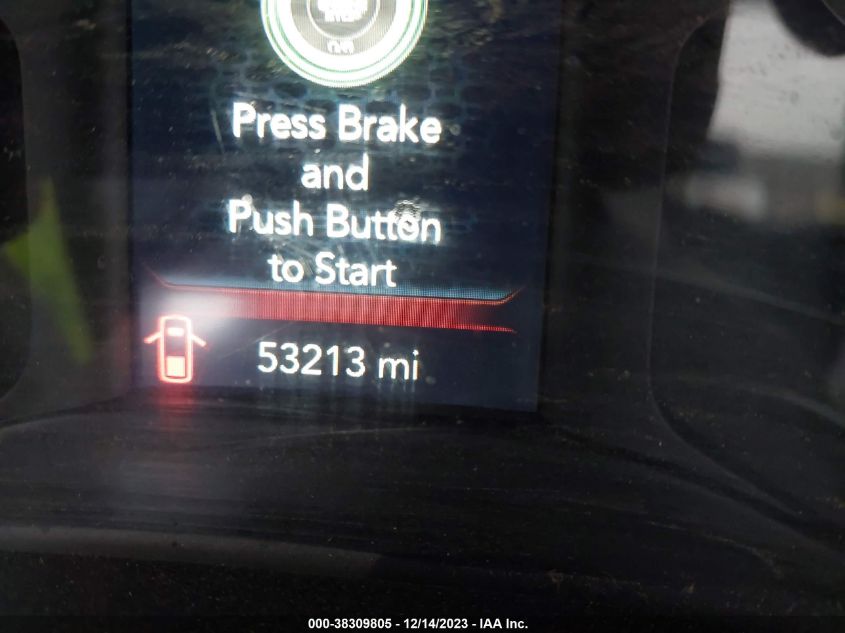 Press Brake
and
Push Button
to Start
53213 mi
000-38309805 - 12/14/2023 - IAA Inc.